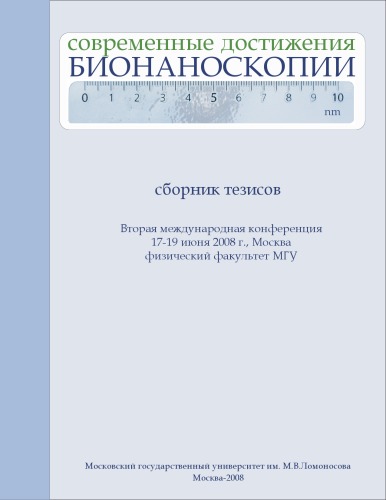 современные достижения
БИОНАНОСКОПИИ
0 1 2 3 4 5 6 7 8 9 10
nm
сборник тезисов
Вторая международная конференция
17-19 июня 2008 г., Москва
физический факультет МГУ
Московский государственный университет им. М.В.Ломоносова
Москва-2008